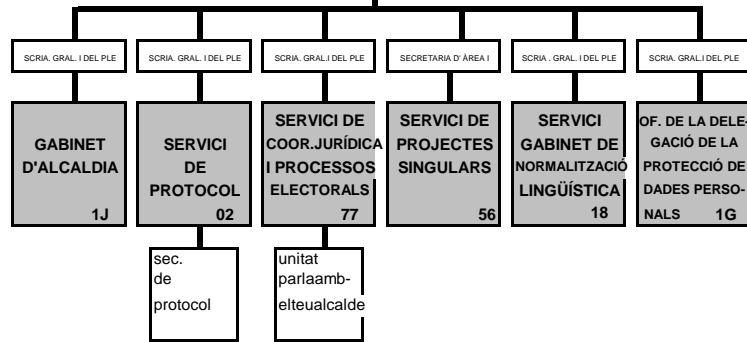 SCRIA. GRAL. I DEL PLE
SCRIA. GRAL. I DEL PLE
SCRIA. GRAL.I DEL PLE
SECRETARIA D' ÀREA I
SCRIA . GRAL. I DEL PLE
SCRIA. GRAL.I DEL PLE
GABINET
D'ALCALDIA
1J
SERVICI
DE
PROTOCOL
02
SERVICI DE
COOR.JURÍDICA
I PROCESSOS
ELECTORALS
77
SERVICI DE
PROJECTES
SINGULARS
56
SERVICI
GABINET DE
NORMALITZACIÓ
LINGÜÍSTICA
18
OF. DE LA DELE-
GACIÓ DE LA
PROTECCIÓ DE
DADES PERSO-
NALS 1G
sec.
de
protocol
unitat
parlaamb-
elteualcalde